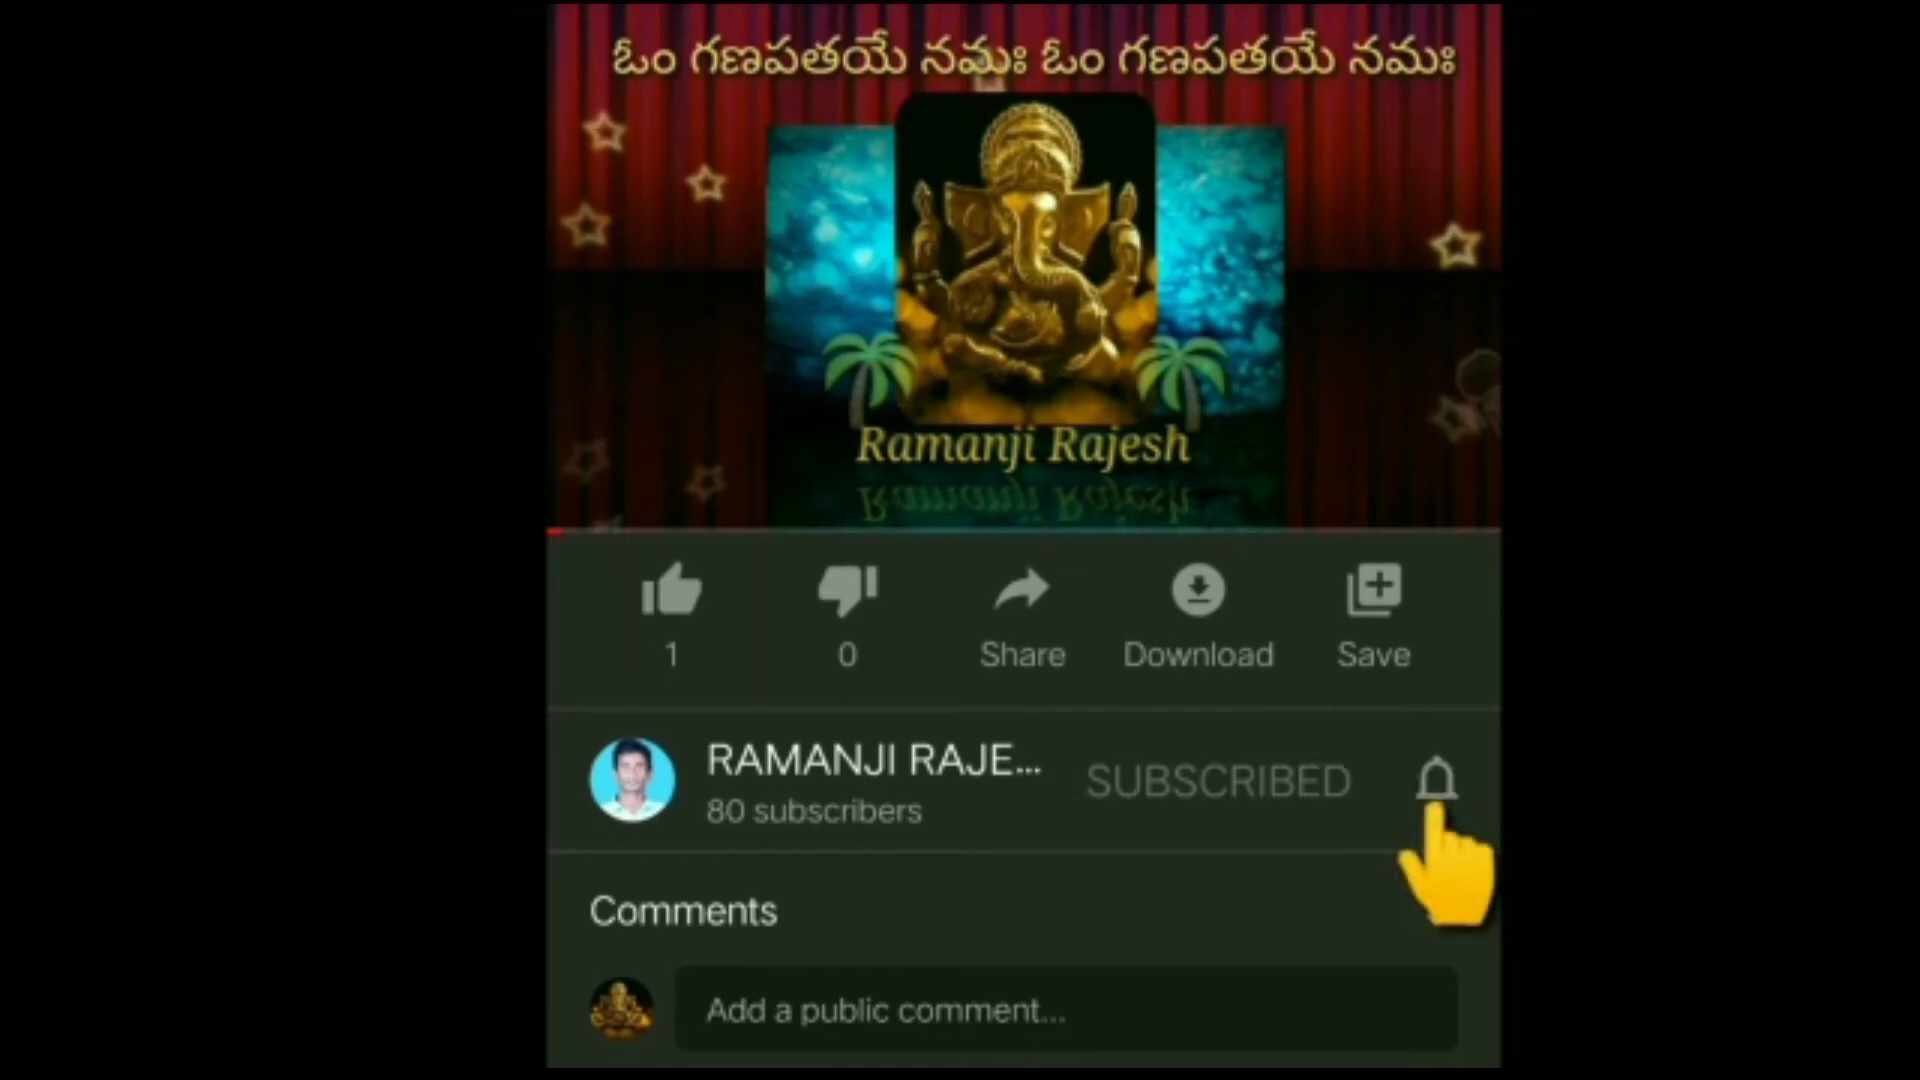 ఓం గణపతయే నమః ఓం గణపతయే నమః
Ramanji Rajesh
1
0
Share
Download
Save
RAMANJI RAJE...
SUBSCRIBED
80 subscribers
Comments
Add a public comment...